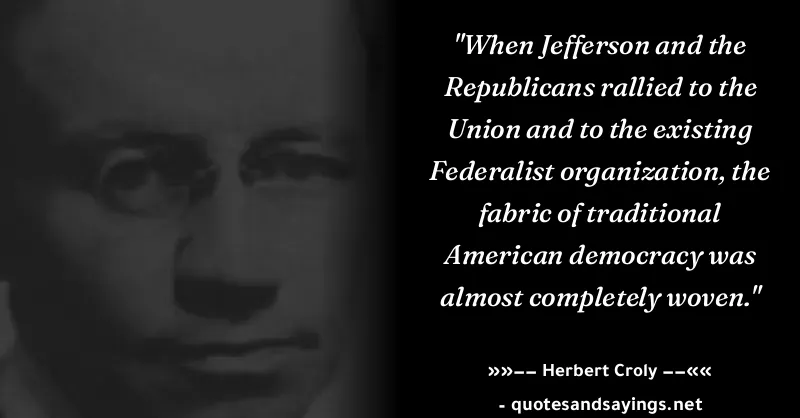 "When Jefferson and the
Republicans rallied to the
Union and to the existing
Federalist organization, the
fabric of traditional
American democracy was
almost completely woven."
»»–– Herbert Croly ––««
- quotesandsayings.net